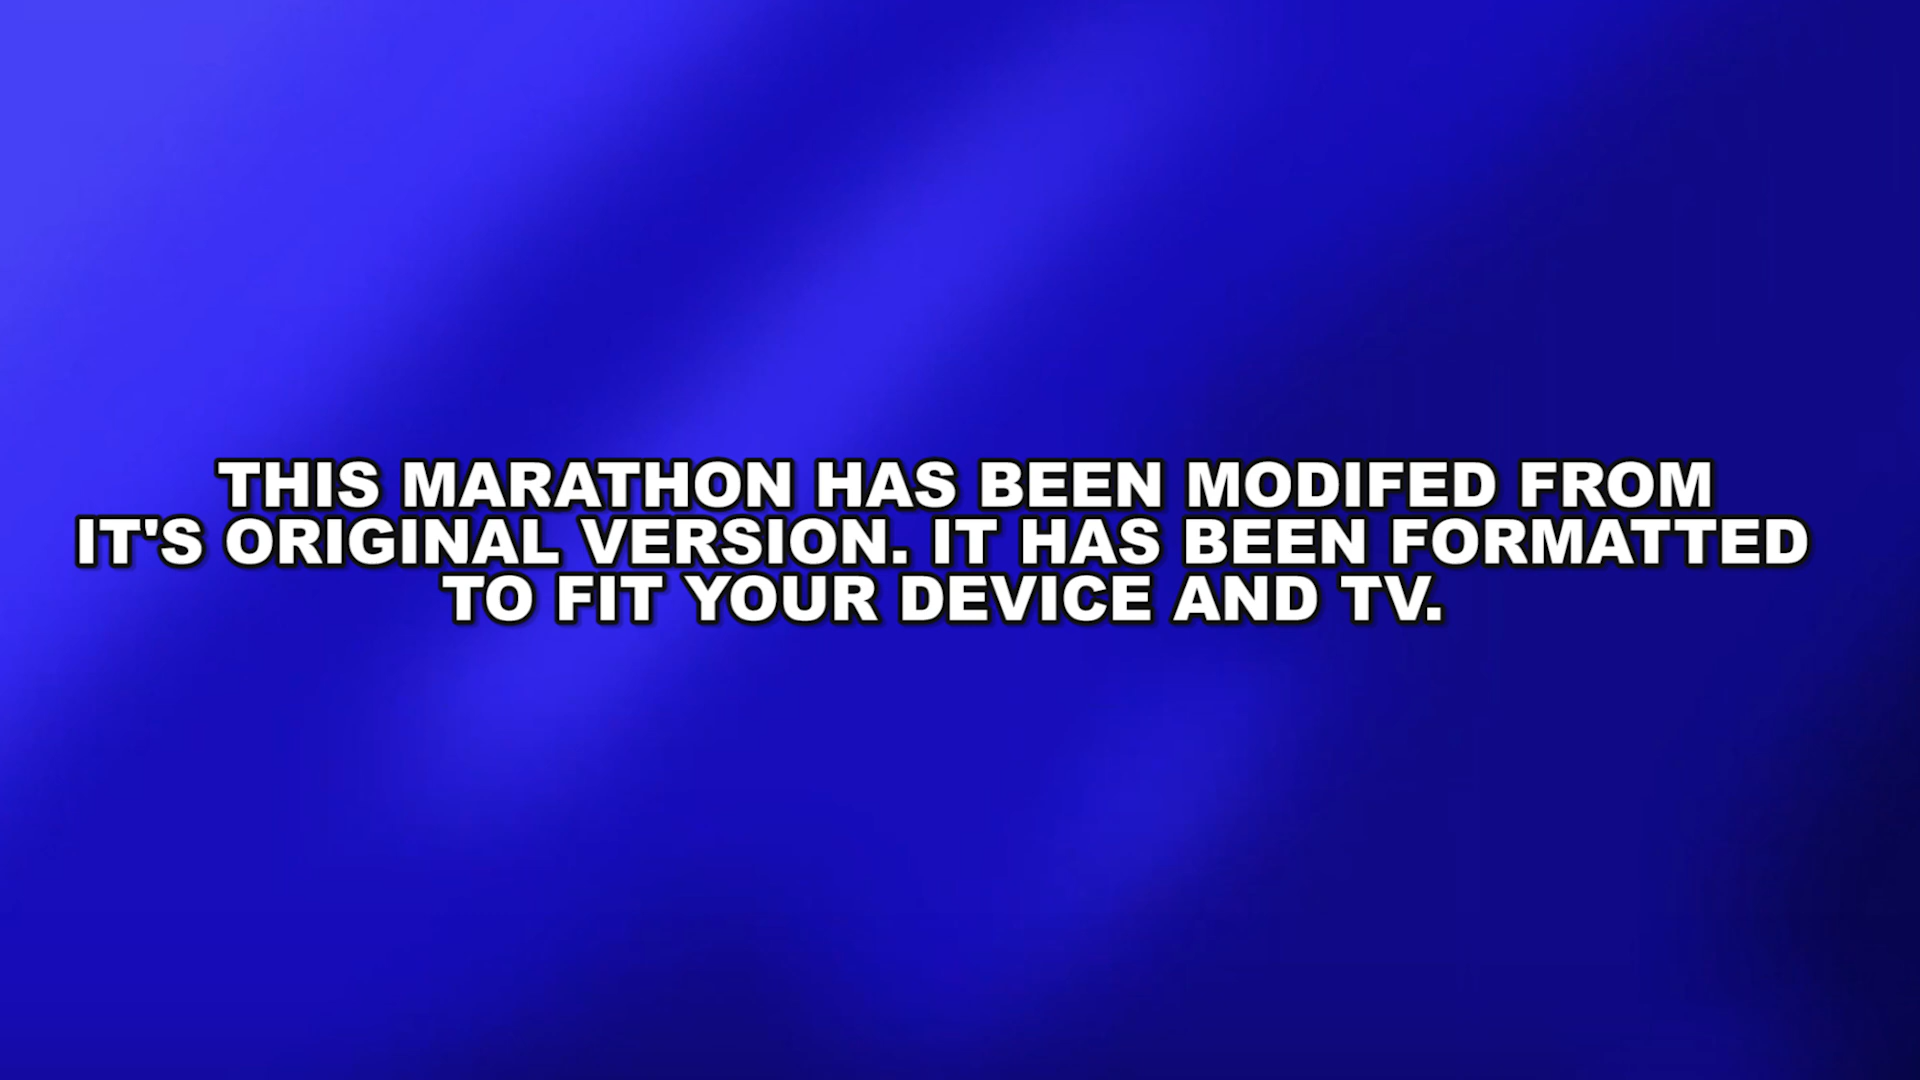 THIS MARATHON HAS BEEN MODIFED FROM
IT'S ORIGINAL VERSION. IT HAS BEEN FORMATTED
TO FIT YOUR DEVICE AND TV.